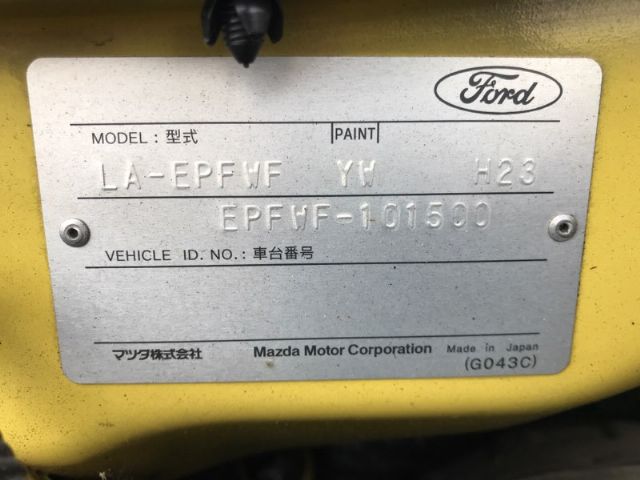 Ford
MODEL : 型式 PAINT
LA-EPFWF YW H23
EPFWF-101500
VEHICLE ID. NO. : 車台番号
マツダ株式会社 Mazda Motor Corporation Made in Japan
(G043C)